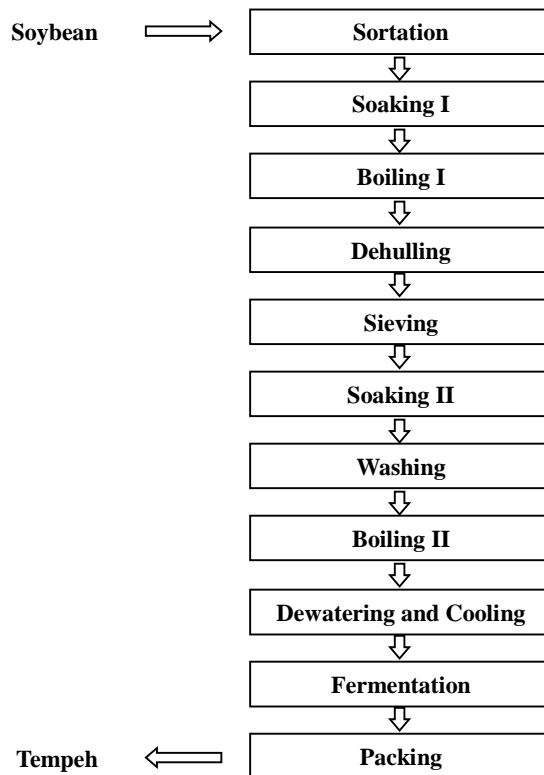 Soybean
Sortation
Soaking I
Boiling I
Dehulling
Sieving
Soaking II
Washing
Boiling II
Dewatering and Cooling
Fermentation
Tempeh
Packing